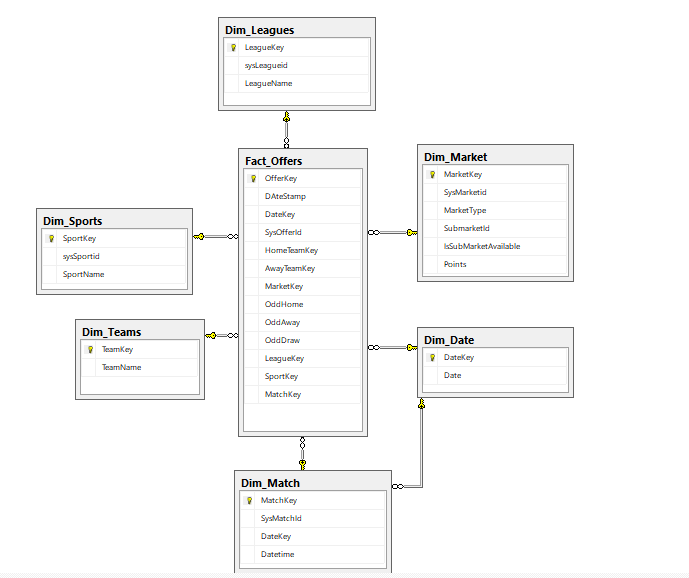 Dim_Leagues
LeagueKey
sysLeagueid
LeagueName
Fact_Offers
OfferKey
DAteStamp
DateKey
SysOfferId
HomeTeamKey
AwayTeamKey
MarketKey
OddHome
OddAway
OddDraw
LeagueKey
SportKey
MatchKey
Dim_Market
MarketKey
SysMarketid
MarketType
SubmarketId
IsSubMarketAvailable
Points
Dim_Sports
SportKey
sysSportid
SportName
Dim_Teams
TeamKey
TeamName
Dim_Date
DateKey
Date
Dim_Match
MatchKey
SysMatchId
DateKey
Datetime